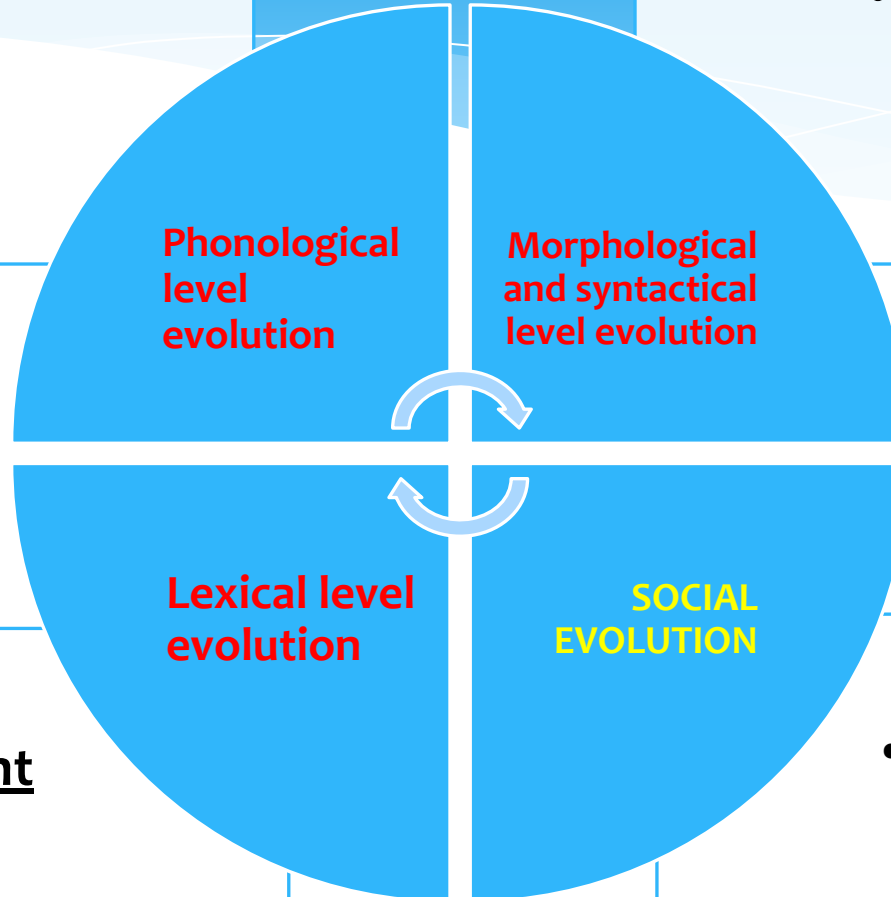 Phonological
level
evolution
Morphological
and syntactical
level evolution
Lexical level
evolution
SOCIAL
EVOLUTION
nt
•